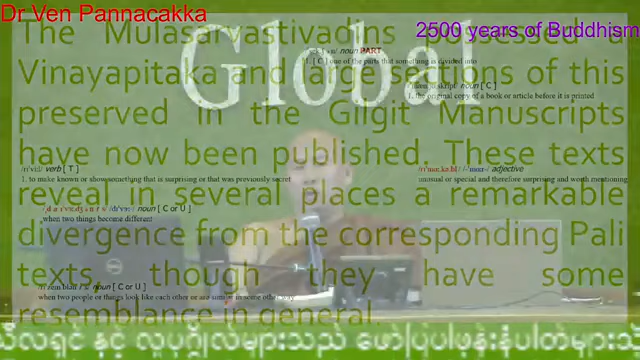 Dr Ven Pannacakka
2500 years of Buddhism
Global
The Mulasarvastivadins possessed a
Vinayapitaka and large sections of this
preserved in the Gilgit Manuscripts
have now been published. These texts
reveal in several places a remarkable
divergence from the corresponding Pali
texts, though they have some
resemblance in general.
noun PART
1. [ C ] one of the parts that something is divided into
noun [ C ]
1. the original copy of a book or article before it is printed
verb [ T ]
1. to make known or show something that is surprising or that was previously secret
adjective
unusual or special and therefore surprising and worth mentioning
noun [ C or U ]
when two things become different
noun [ C or U ]
when two people or things look like each other or are similar in some other way